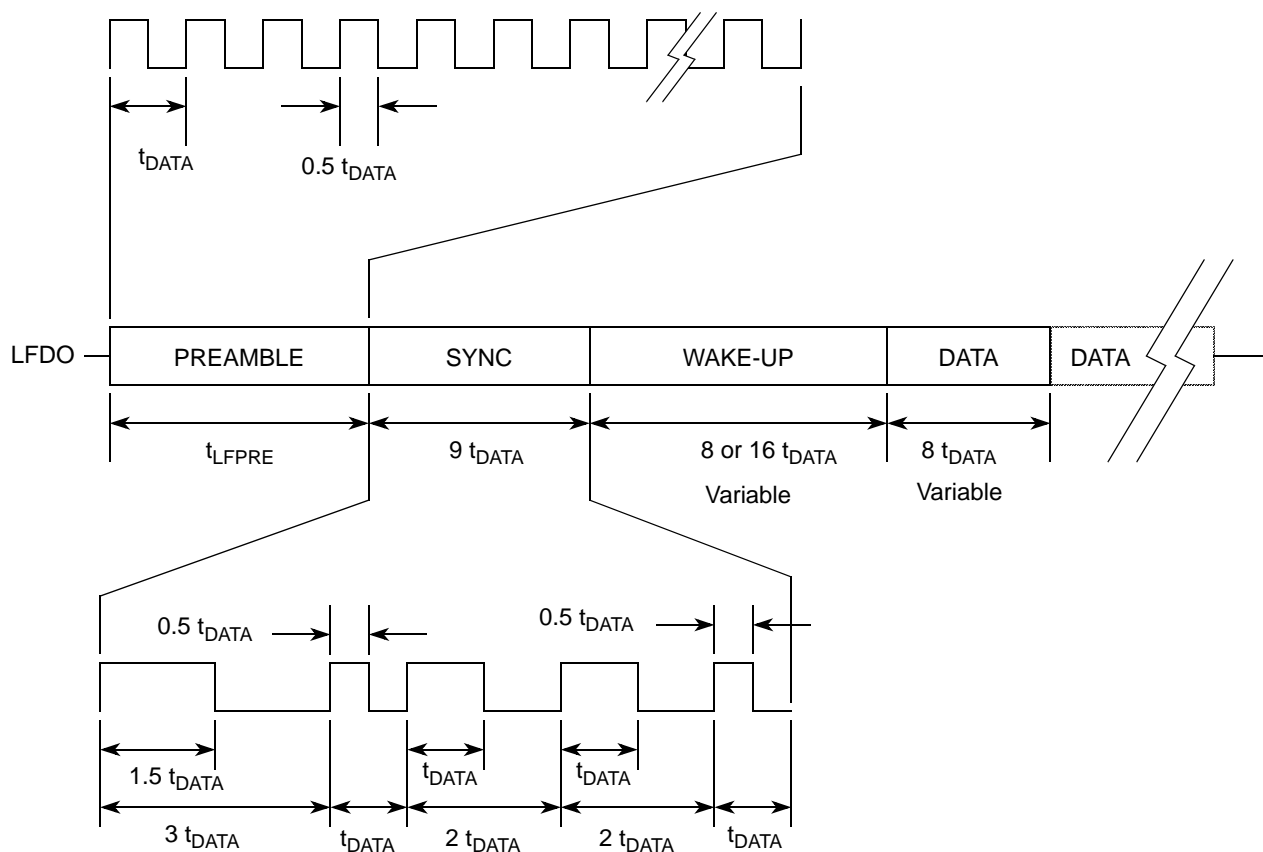 tDATA
0.5 tDATA
LFDO
PREAMBLE
SYNC
WAKE-UP
DATA
DATA
tLFPRE
9 tDATA
8 or 16 tDATA
Variable
8 tDATA
Variable
0.5 tDATA
0.5 tDATA
1.5 tDATA
tDATA
tDATA
3 tDATA
tDATA
2 tDATA
2 tDATA
tDATA